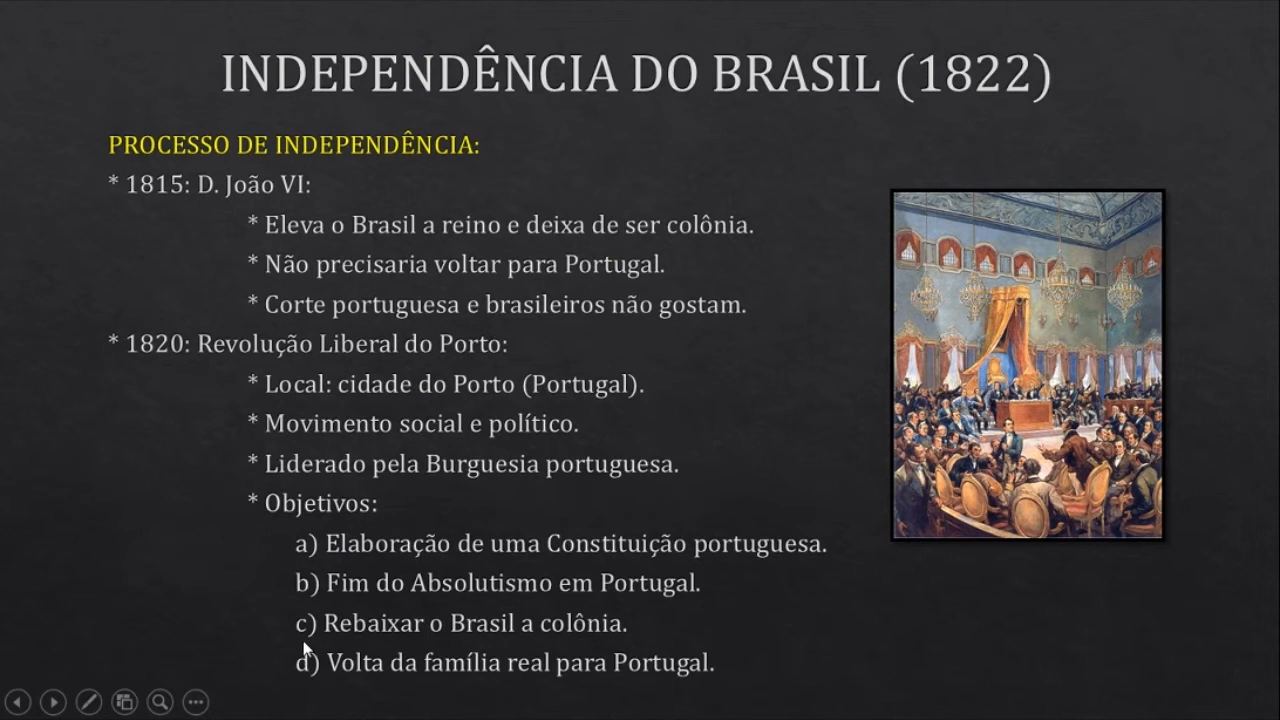 INDEPENDÊNCIA DO BRASIL (1822)
PROCESSO DE INDEPENDÊNCIA:
* 1815: D. João VI:
* Eleva o Brasil a reino e deixa de ser colônia.
* Não precisaria voltar para Portugal.
* Corte portuguesa e brasileiros não gostam.
* 1820: Revolução Liberal do Porto:
* Local: cidade do Porto (Portugal).
* Movimento social e político.
* Liderado pela Burguesia portuguesa.
* Objetivos:
a) Elaboração de uma Constituição portuguesa.
b) Fim do Absolutismo em Portugal.
c) Rebaixar o Brasil a colônia.
d) Volta da família real para Portugal.